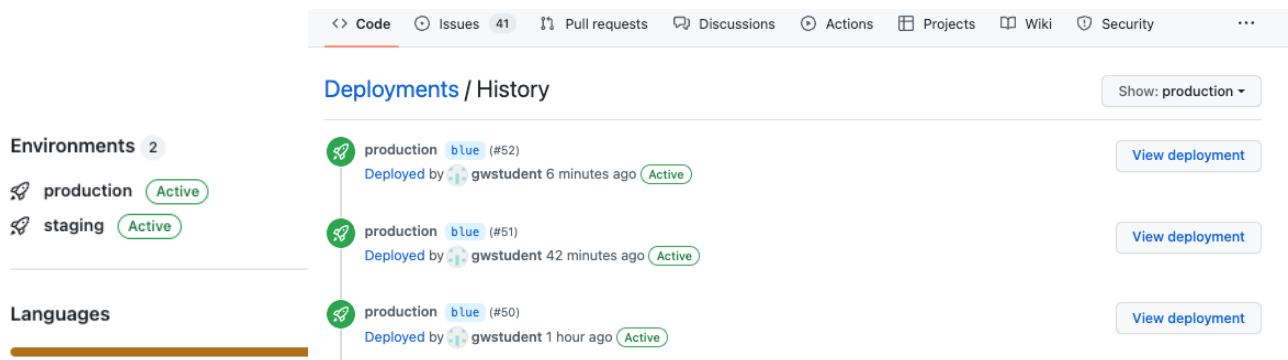 <> Code Issues 41 Pull requests Discussions Actions Projects Wiki Security ...
Deployments / History
Show: production
Environments 2
production Active
staging Active
Languages
production blue (#52)
View deployment
Deployed by gwstudent 6 minutes ago Active
production blue (#51)
View deployment
Deployed by gwstudent 42 minutes ago Active
production blue (#50)
View deployment
Deployed by gwstudent 1 hour ago Active